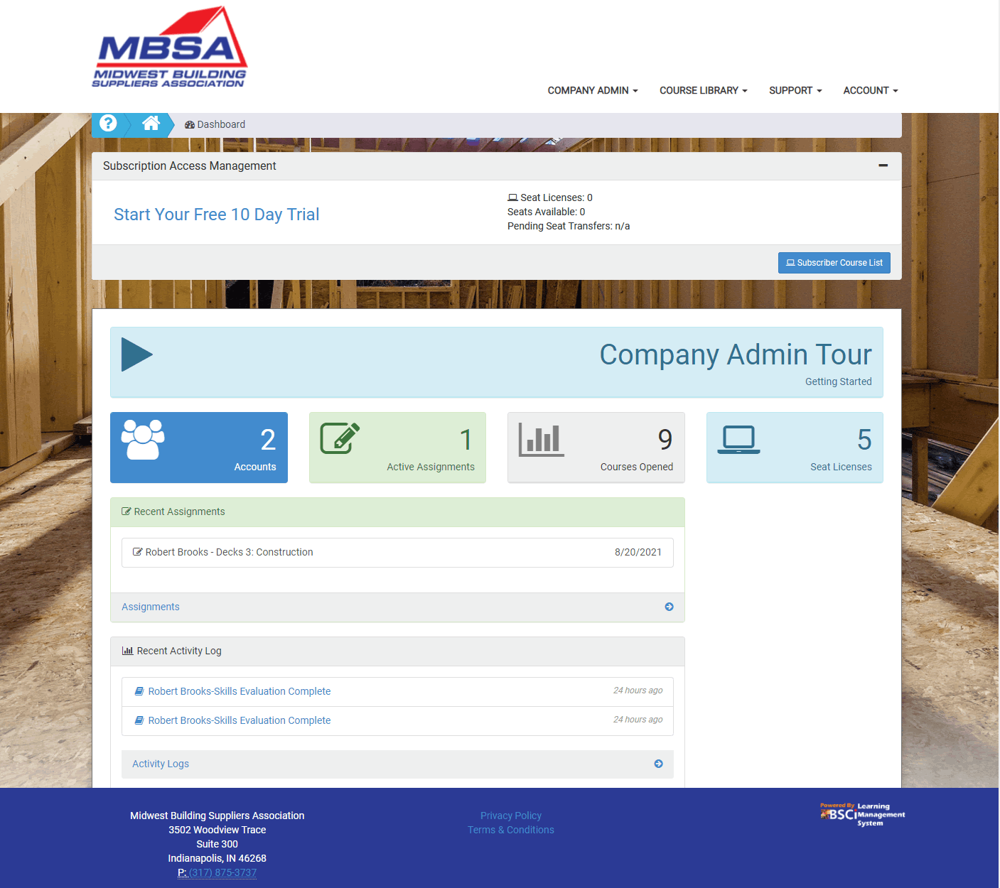 MBSA
MIDWEST BUILDING
SUPPLIERS ASSOCIATION
COMPANY ADMIN
COURSE LIBRARY
SUPPORT
ACCOUNT
Dashboard
Subscription Access Management
Start Your Free 10 Day Trial
Seat Licenses: 0
Seats Available: 0
Pending Seat Transfers: n/a
Subscriber Course List
Company Admin Tour
Getting Started
2
Accounts
1
Active Assignments
9
Courses Opened
5
Seat Licenses
Recent Assignments
Robert Brooks - Decks 3: Construction 8/20/2021
Assignments
Recent Activity Log
Robert Brooks-Skills Evaluation Complete 24 hours ago
Robert Brooks-Skills Evaluation Complete 24 hours ago
Activity Logs
Midwest Building Suppliers Association
3502 Woodview Trace
Suite 300
Indianapolis, IN 46268
P: (317) 875-3737
Privacy Policy
Terms & Conditions
Powered By
BSCi
Learning
Management
System